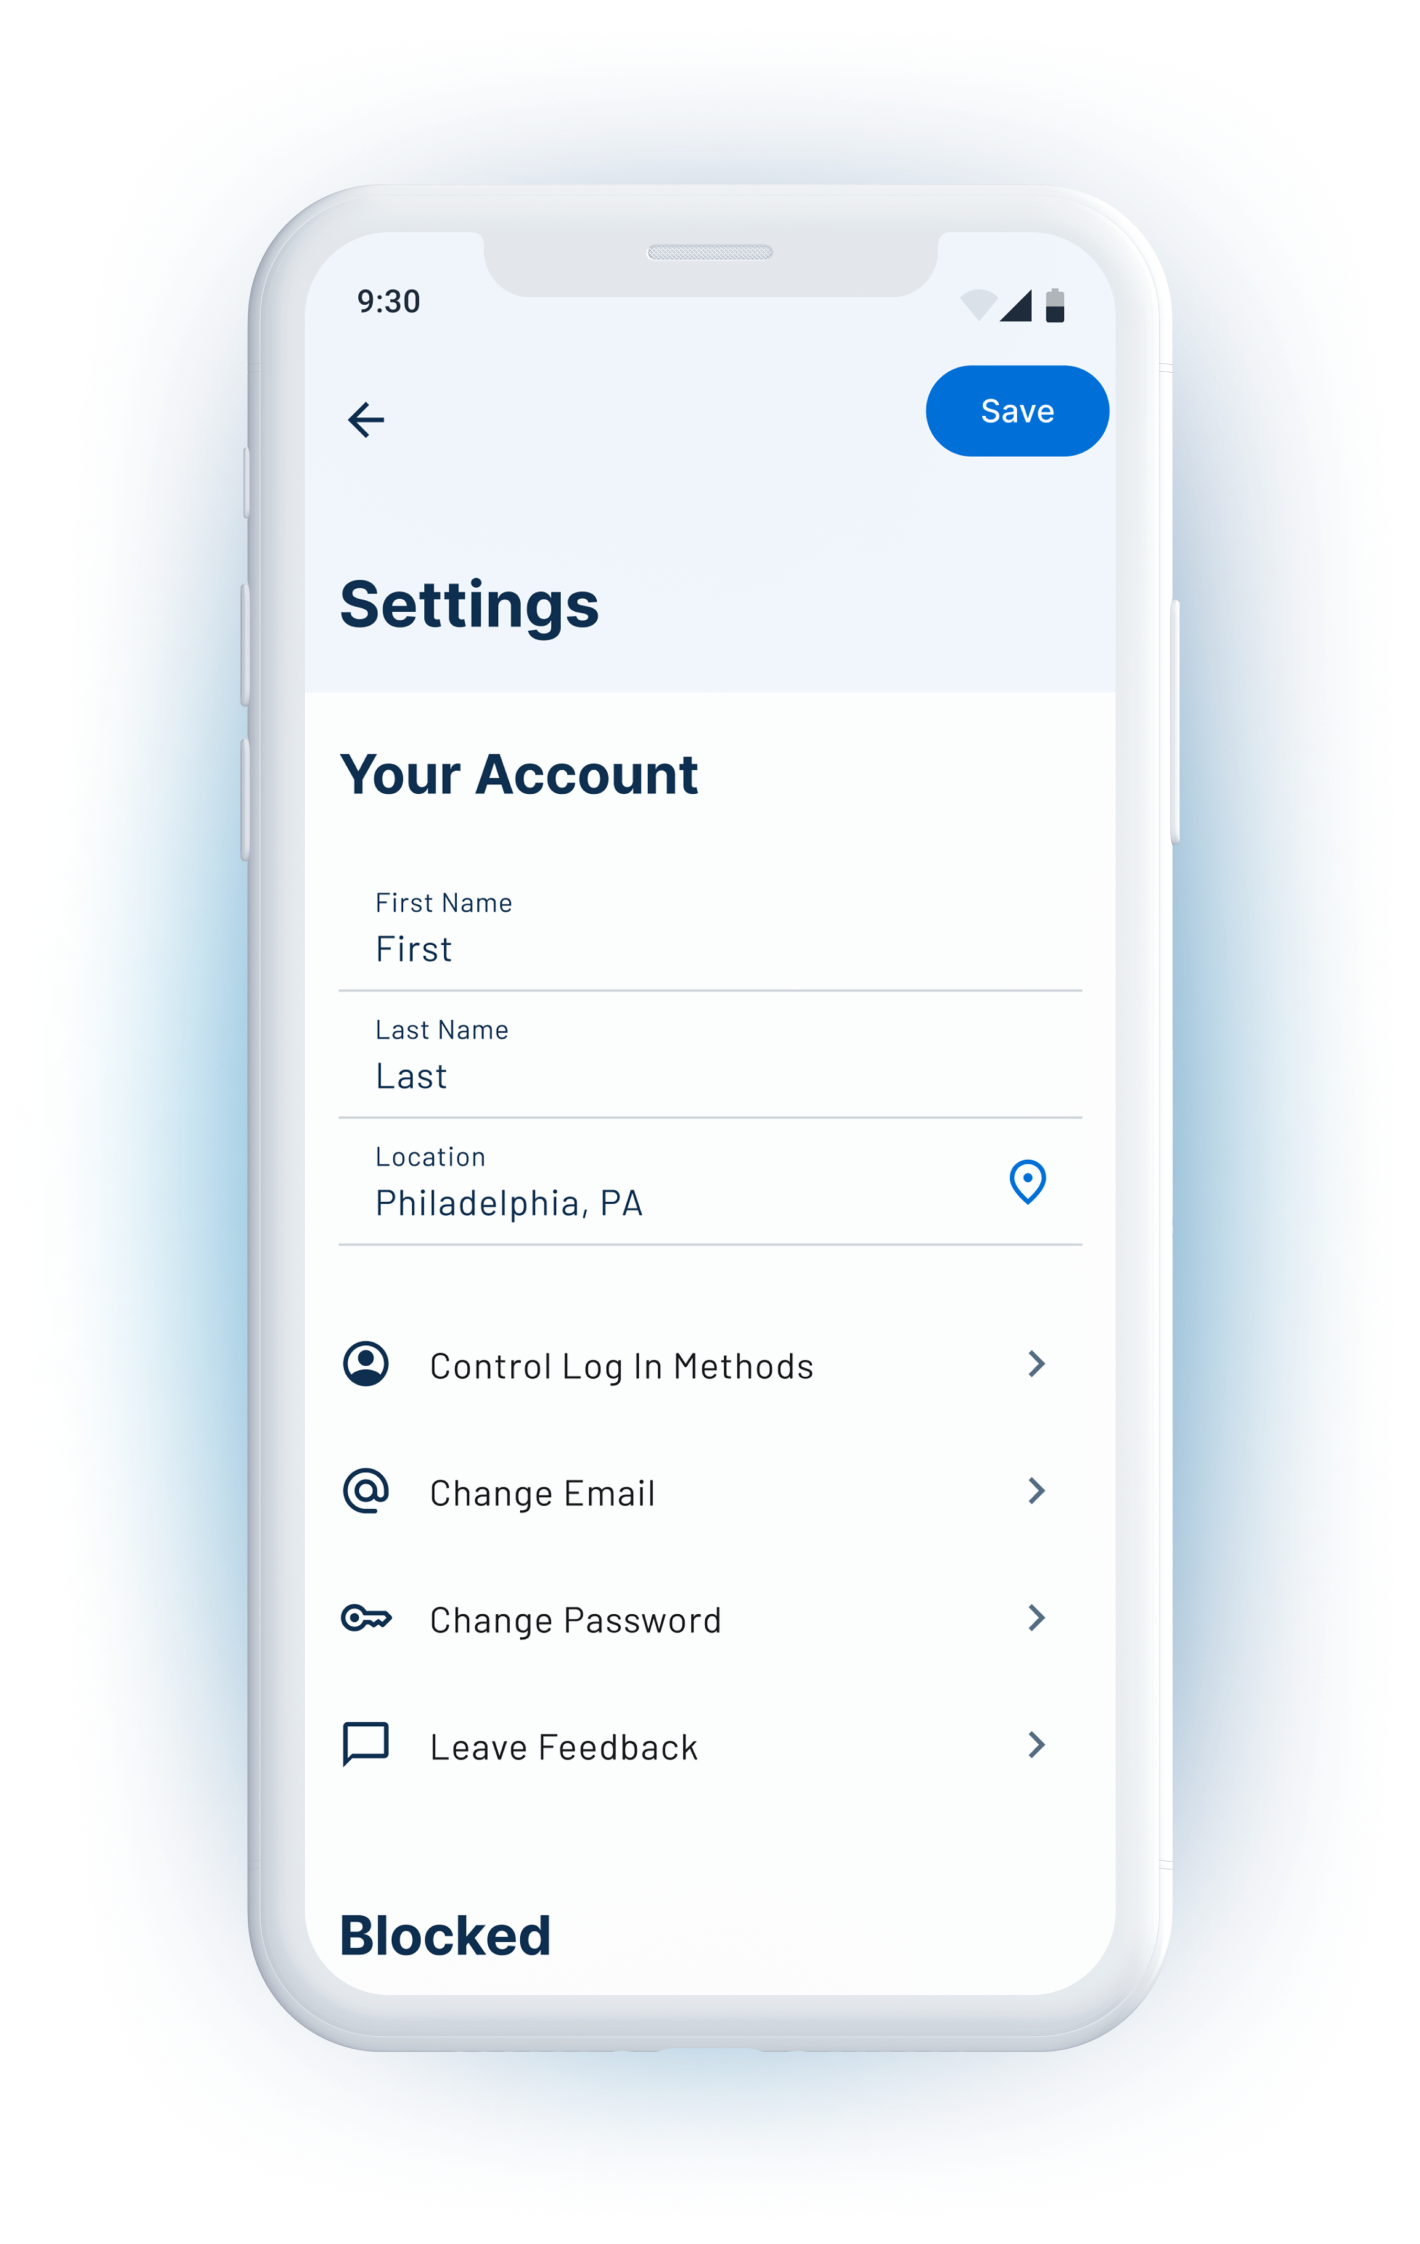 9:30
Save
Settings
Your Account
First Name
First
Last Name
Last
Location
Philadelphia, PA
Control Log In Methods
Change Email
Change Password
Leave Feedback
Blocked